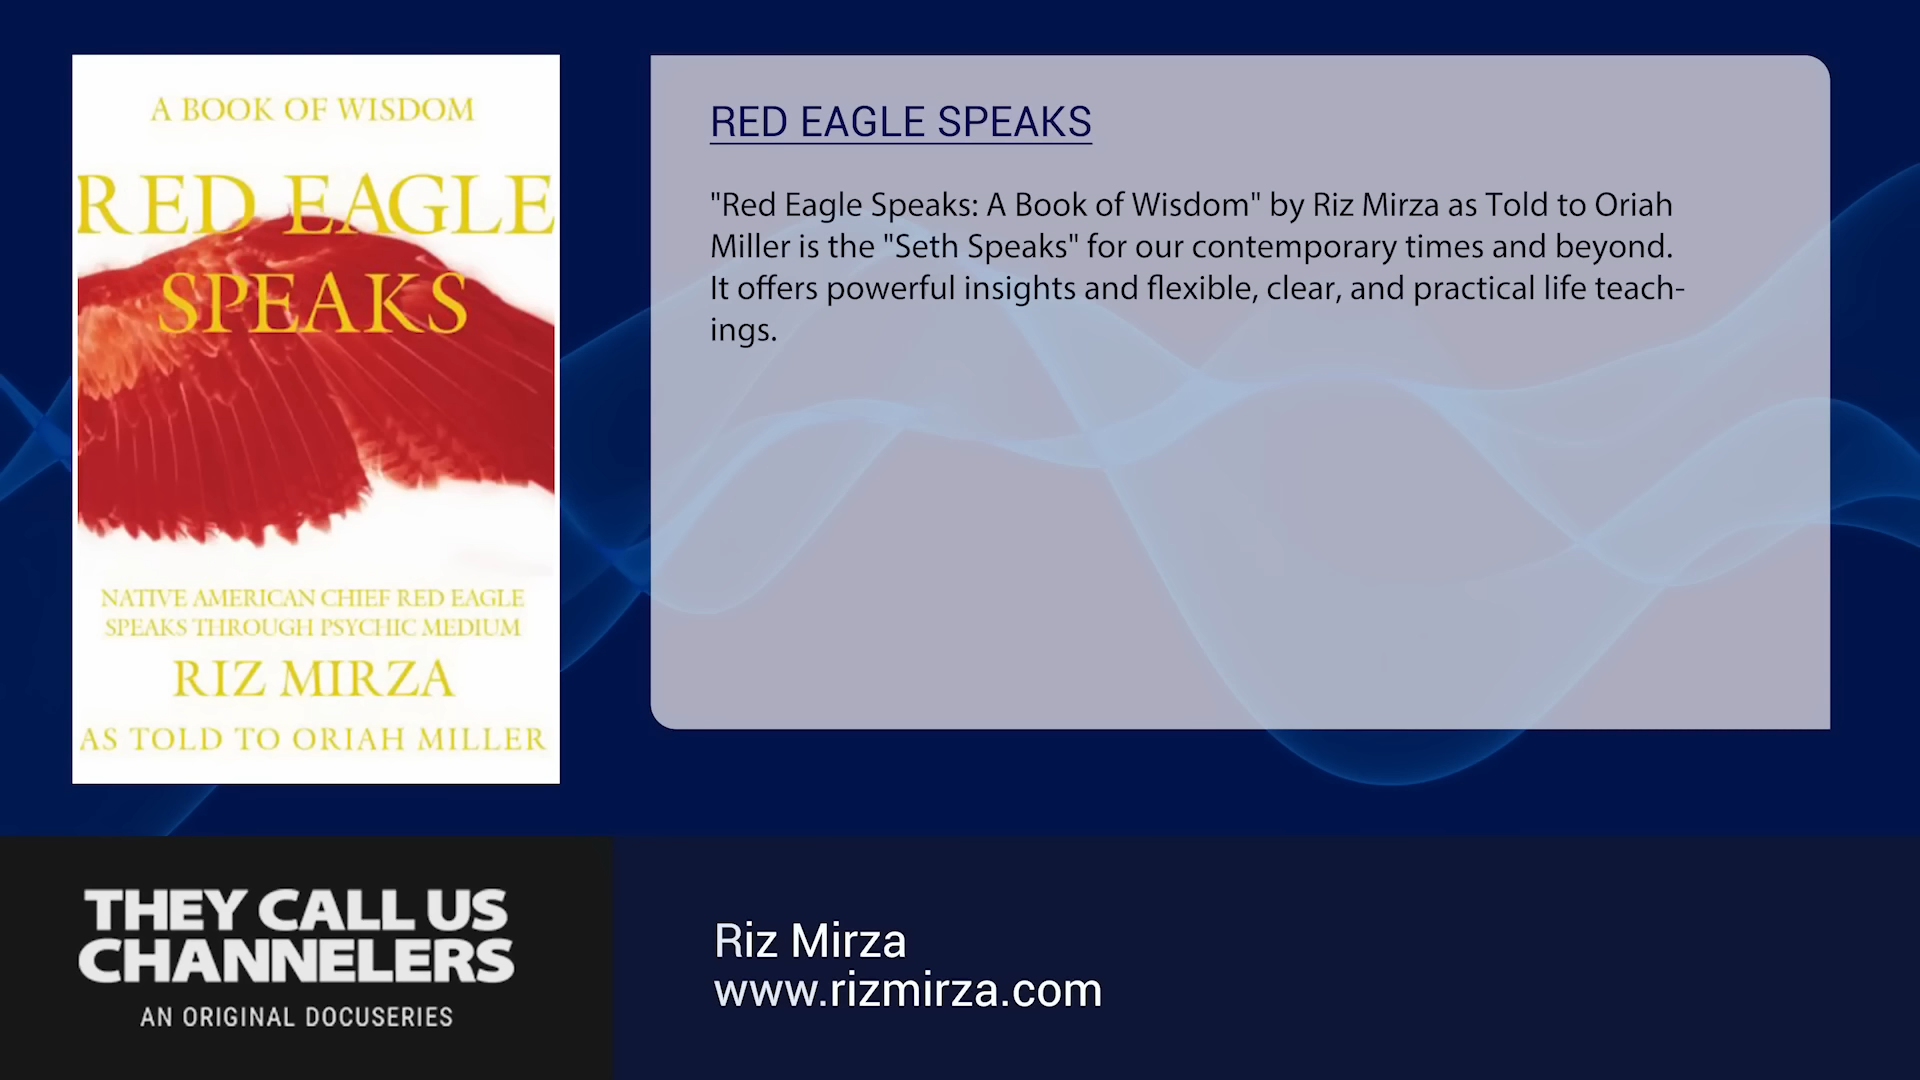 A BOOK OF WISDOM
RED EAGLE
SPEAKS
NATIVE AMERICAN CHIEF RED EAGLE
SPEAKS THROUGH PSYCHIC MEDIUM
RIZ MIRZA
AS TOLD TO ORIAH MILLER
RED EAGLE SPEAKS
"Red Eagle Speaks: A Book of Wisdom" by Riz Mirza as Told to Oriah
Miller is the "Seth Speaks" for our contemporary times and beyond.
It offers powerful insights and flexible, clear, and practical life teach-
ings.
THEY CALL US
CHANNELERS
AN ORIGINAL DOCUSERIES
Riz Mirza
www.rizmirza.com